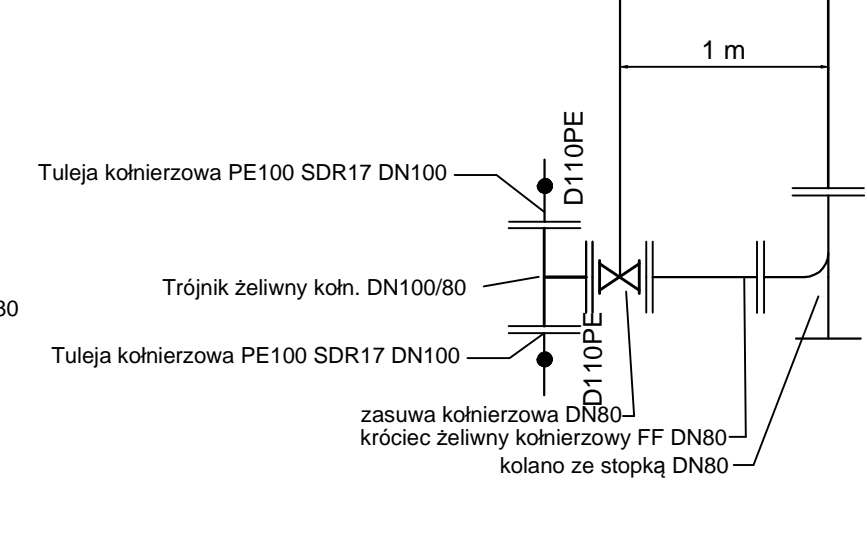 1 m
D110PE
Tuleja kołnierzowa PE100 SDR17 DN100
Trójnik żeliwny kołn. DN100/80
80
Tuleja kołnierzowa PE100 SDR17 DN100
D110PE
zasuwa kołnierzowa DN80
króciec żeliwny kołnierzowy FF DN80
kolano ze stopką DN80